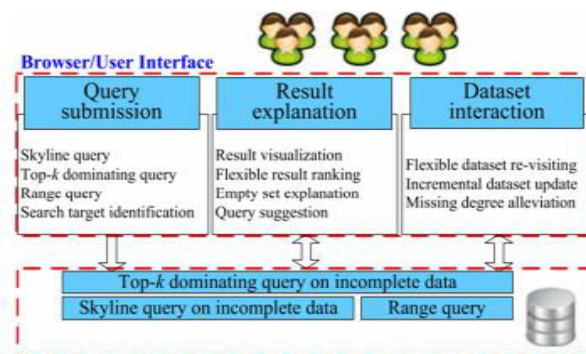 Browser/User Interface
Query
submission
Skyline query
Top-k dominating query
Range query
Search target identification
Result
explanation
Result visualization
Flexible result ranking
Empty set explanation
Query suggestion
Dataset
interaction
Flexible dataset re-visiting
Incremental dataset update
Missing degree alleviation
Top-k dominating query on incomplete data
Skyline query on incomplete data
Range query